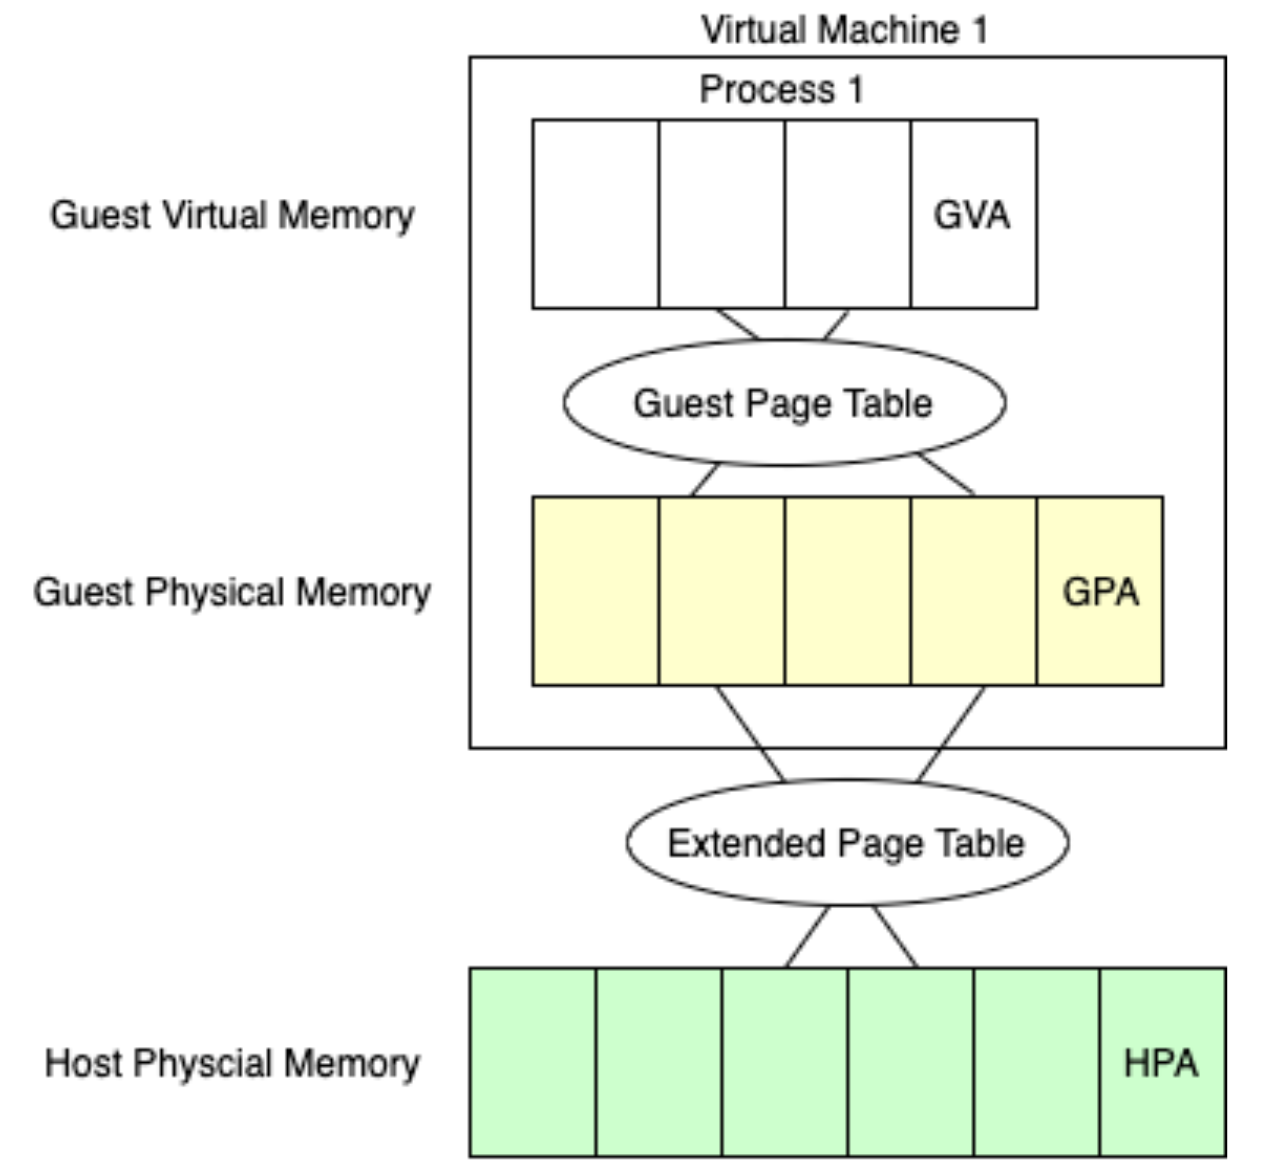 Virtual Machine 1
Process 1
Guest Virtual Memory
GVA
Guest Page Table
Guest Physical Memory
GPA
Extended Page Table
Host Physcial Memory
HPA